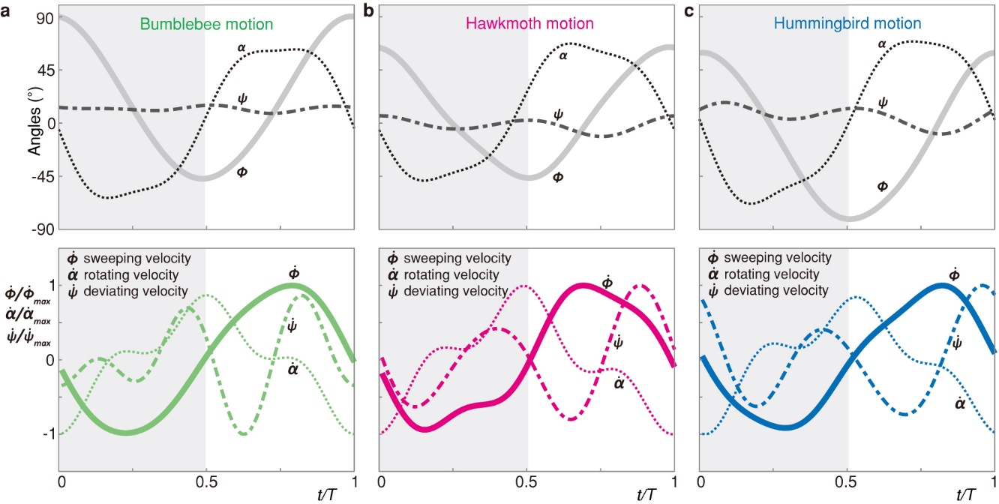 a
Bumblebee motion
90
45
0
-45
-90
Angles (°)
α
ψ
ϕ
b
Hawkmoth motion
α
ψ
ϕ
c
Hummingbird motion
α
ψ
ϕ
ϕ̇ sweeping velocity
α̇ rotating velocity
ψ̇ deviating velocity
ϕ̇/ϕ̇max
α̇/α̇max
ψ̇/ψ̇max
1
0
-1
ϕ̇
ψ̇
α̇
0
0.5
1
t/T
ϕ̇ sweeping velocity
α̇ rotating velocity
ψ̇ deviating velocity
ϕ̇
ψ̇
α̇
0
0.5
1
t/T
ϕ̇ sweeping velocity
α̇ rotating velocity
ψ̇ deviating velocity
ϕ̇
ψ̇
α̇
0
0.5
1
t/T